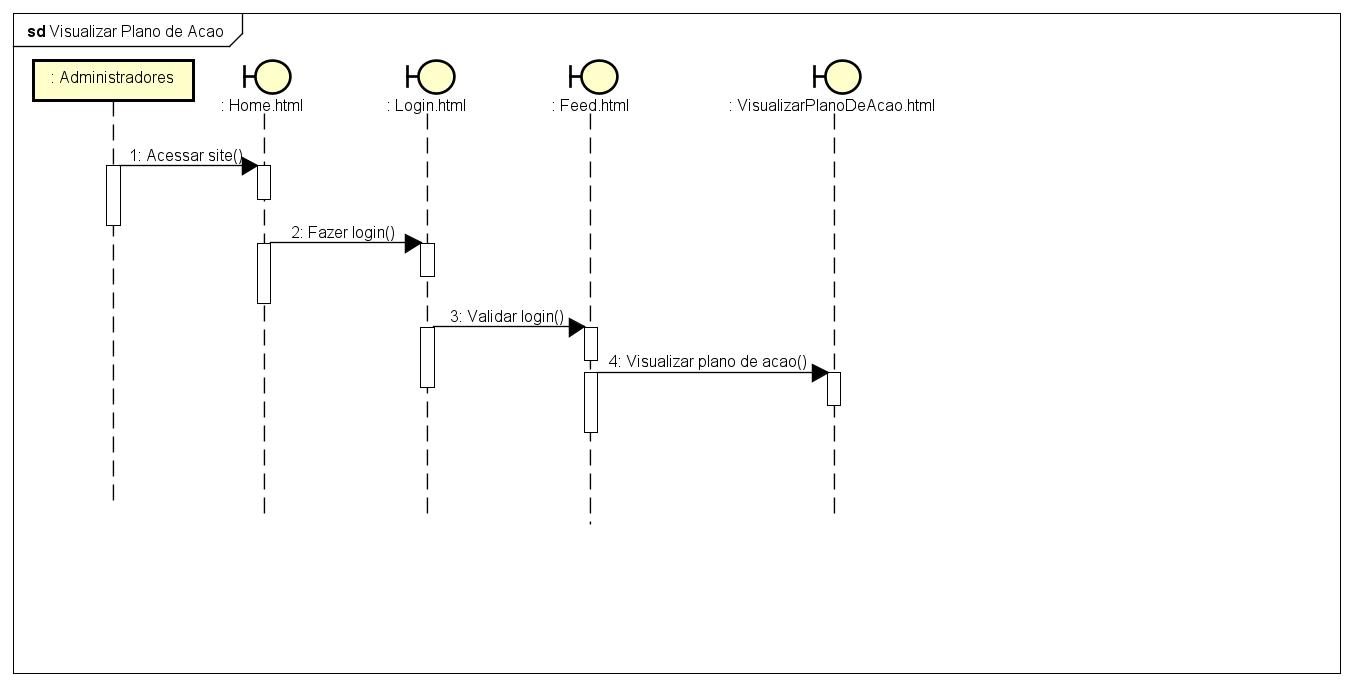 sd Visualizar Plano de Acao
: Administradores
: Home.html
: Login.html
: Feed.html
: VisualizarPlanoDeAcao.html
1: Acessar site()
2: Fazer login()
3: Validar login()
4: Visualizar plano de acao()